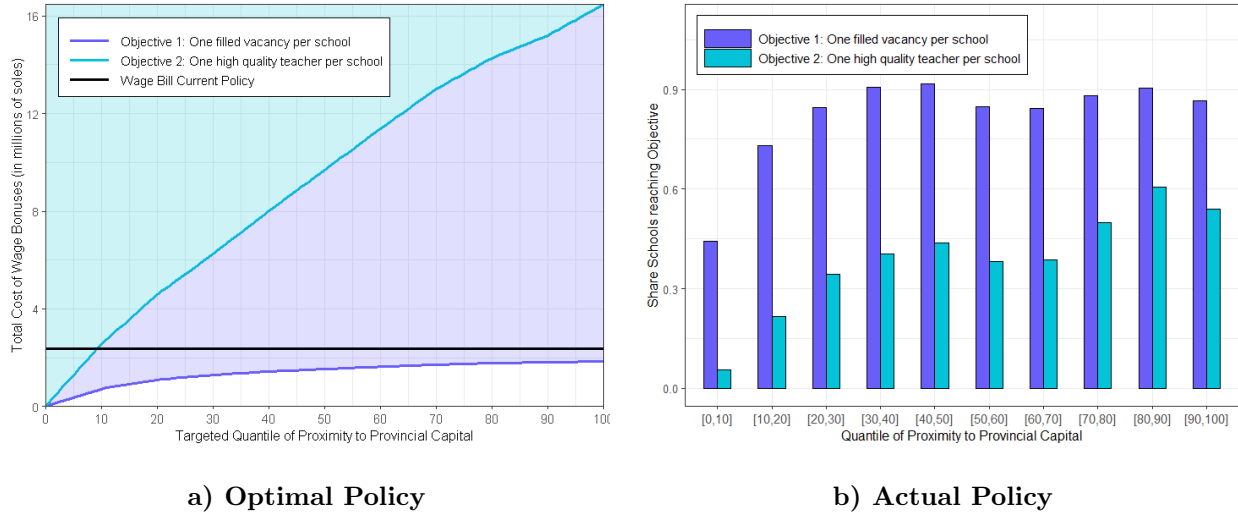 Total Cost of Wage Bonuses (in millions of soles)
16
12
8
4
0
Objective 1: One filled vacancy per school
Objective 2: One high quality teacher per school
Wage Bill Current Policy
0 10 20 30 40 50 60 70 80 90 100
Targeted Quantile of Proximity to Provincial Capital
a) Optimal Policy
Share Schools reaching Objective
0.9
0.6
0.3
0.0
Objective 1: One filled vacancy per school
Objective 2: One high quality teacher per school
[0,10] [10,20] [20,30] [30,40] [40,50] [50,60] [60,70] [70,80] [80,90] [90,100]
Quantile of Proximity to Provincial Capital
b) Actual Policy